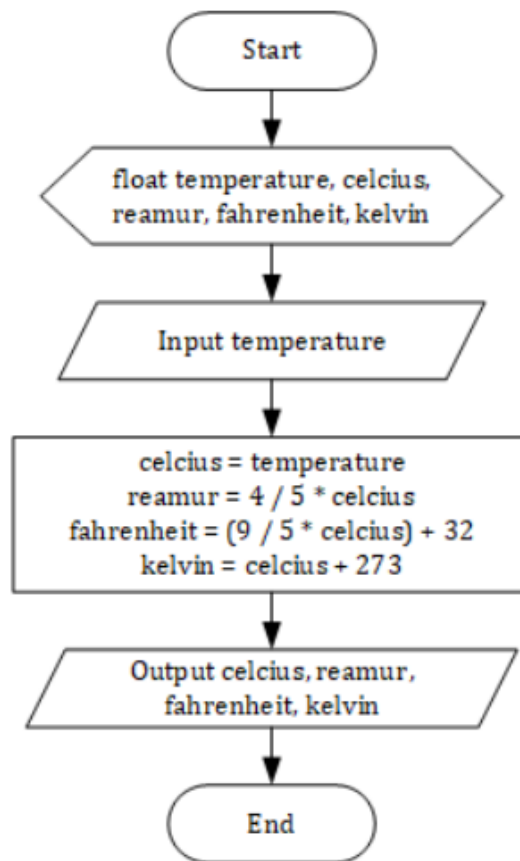 Start
float temperature, celcius,
reamur, fahrenheit, kelvin
Input temperature
celcius = temperature
reamur = 4 / 5 * celcius
fahrenheit = (9 / 5 * celcius) + 32
kelvin = celcius + 273
Output celcius, reamur,
fahrenheit, kelvin
End